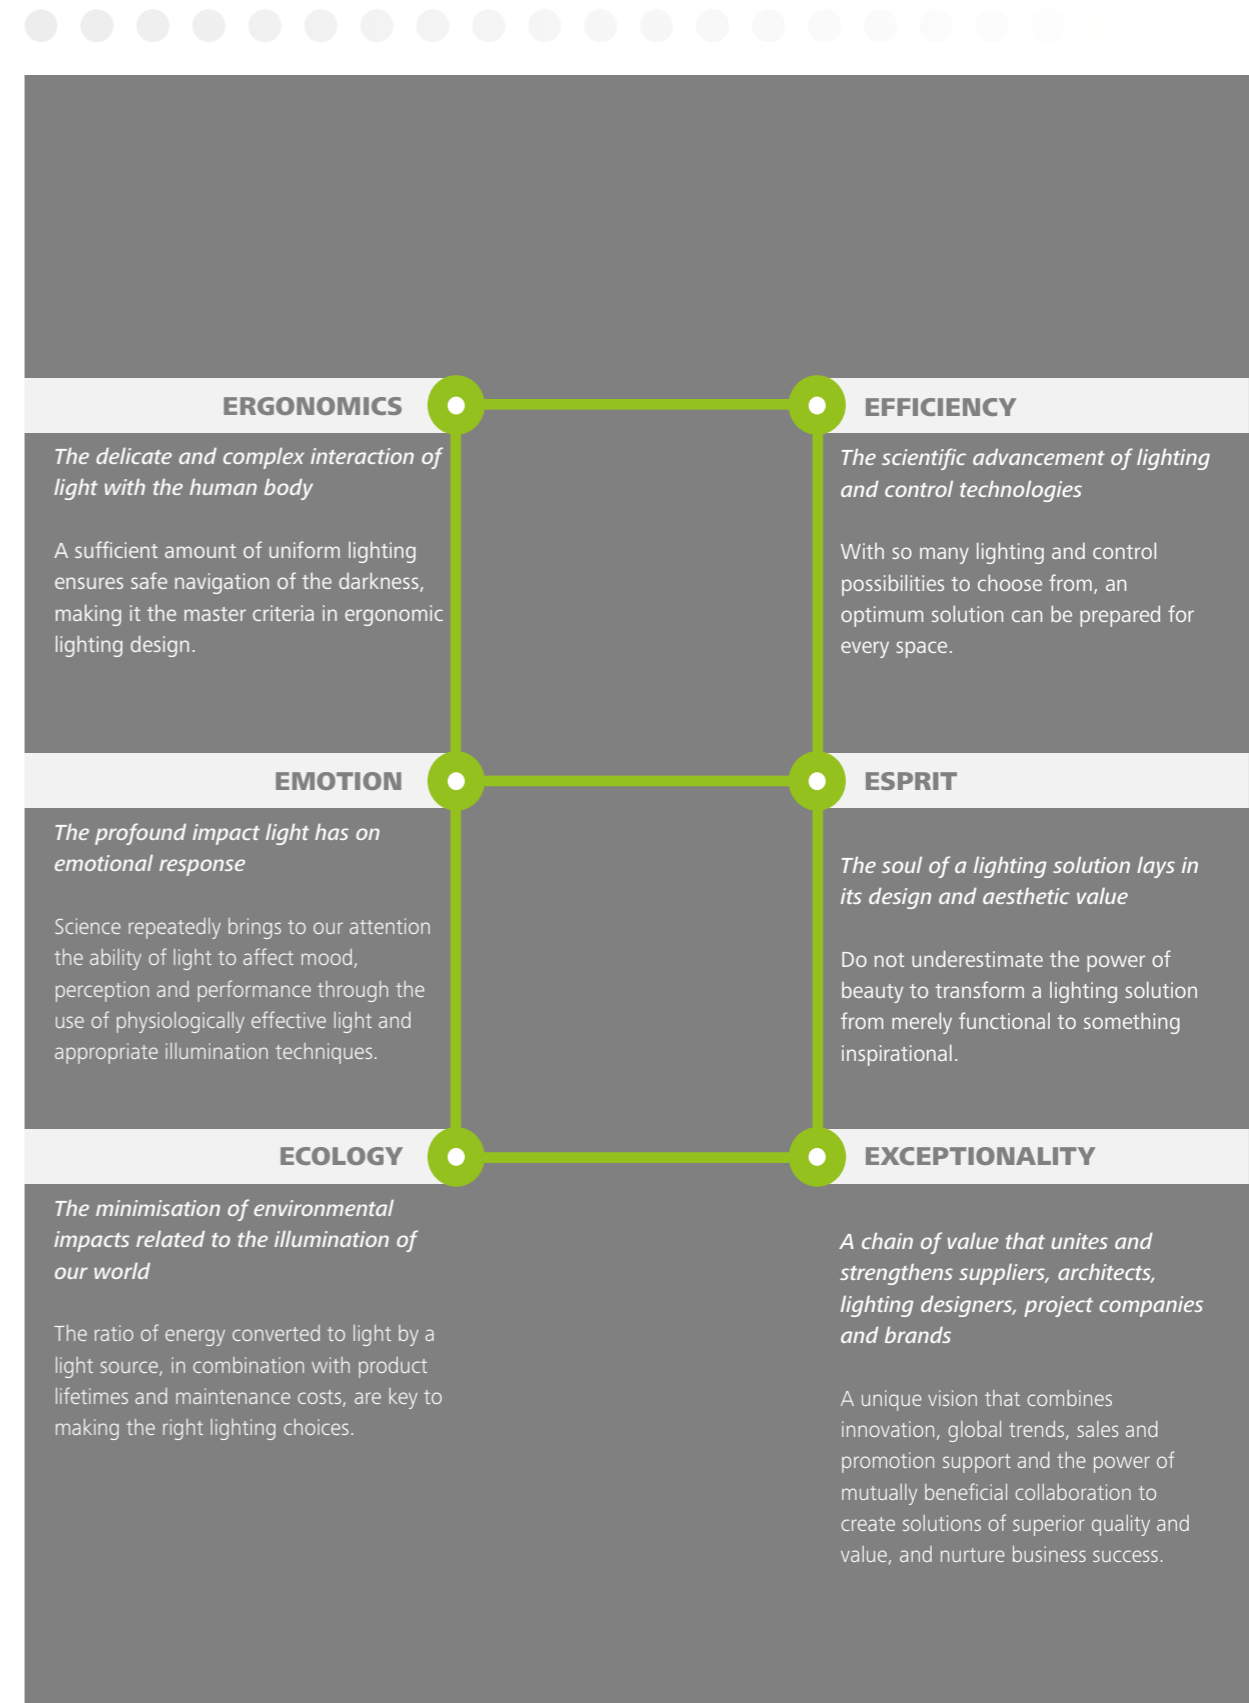 ERGONOMICS
The delicate and complex interaction of
light with the human body
A sufficient amount of uniform lighting
ensures safe navigation of the darkness,
making it the master criteria in ergonomic
lighting design.
EFFICIENCY
The scientific advancement of lighting
and control technologies
With so many lighting and control
possibilities to choose from, an
optimum solution can be prepared for
every space.
EMOTION
The profound impact light has on
emotional response
Science repeatedly brings to our attention
the ability of light to affect mood,
perception and performance through the
use of physiologically effective light and
appropriate illumination techniques.
ESPRIT
The soul of a lighting solution lays in
its design and aesthetic value
Do not underestimate the power of
beauty to transform a lighting solution
from merely functional to something
inspirational.
ECOLOGY
The minimisation of environmental
impacts related to the illumination of
our world
The ratio of energy converted to light by a
light source, in combination with product
lifetimes and maintenance costs, are key to
making the right lighting choices.
EXCEPTIONALITY
A chain of value that unites and
strengthens suppliers, architects,
lighting designers, project companies
and brands
A unique vision that combines
innovation, global trends, sales and
promotion support and the power of
mutually beneficial collaboration to
create solutions of superior quality and
value, and nurture business success.